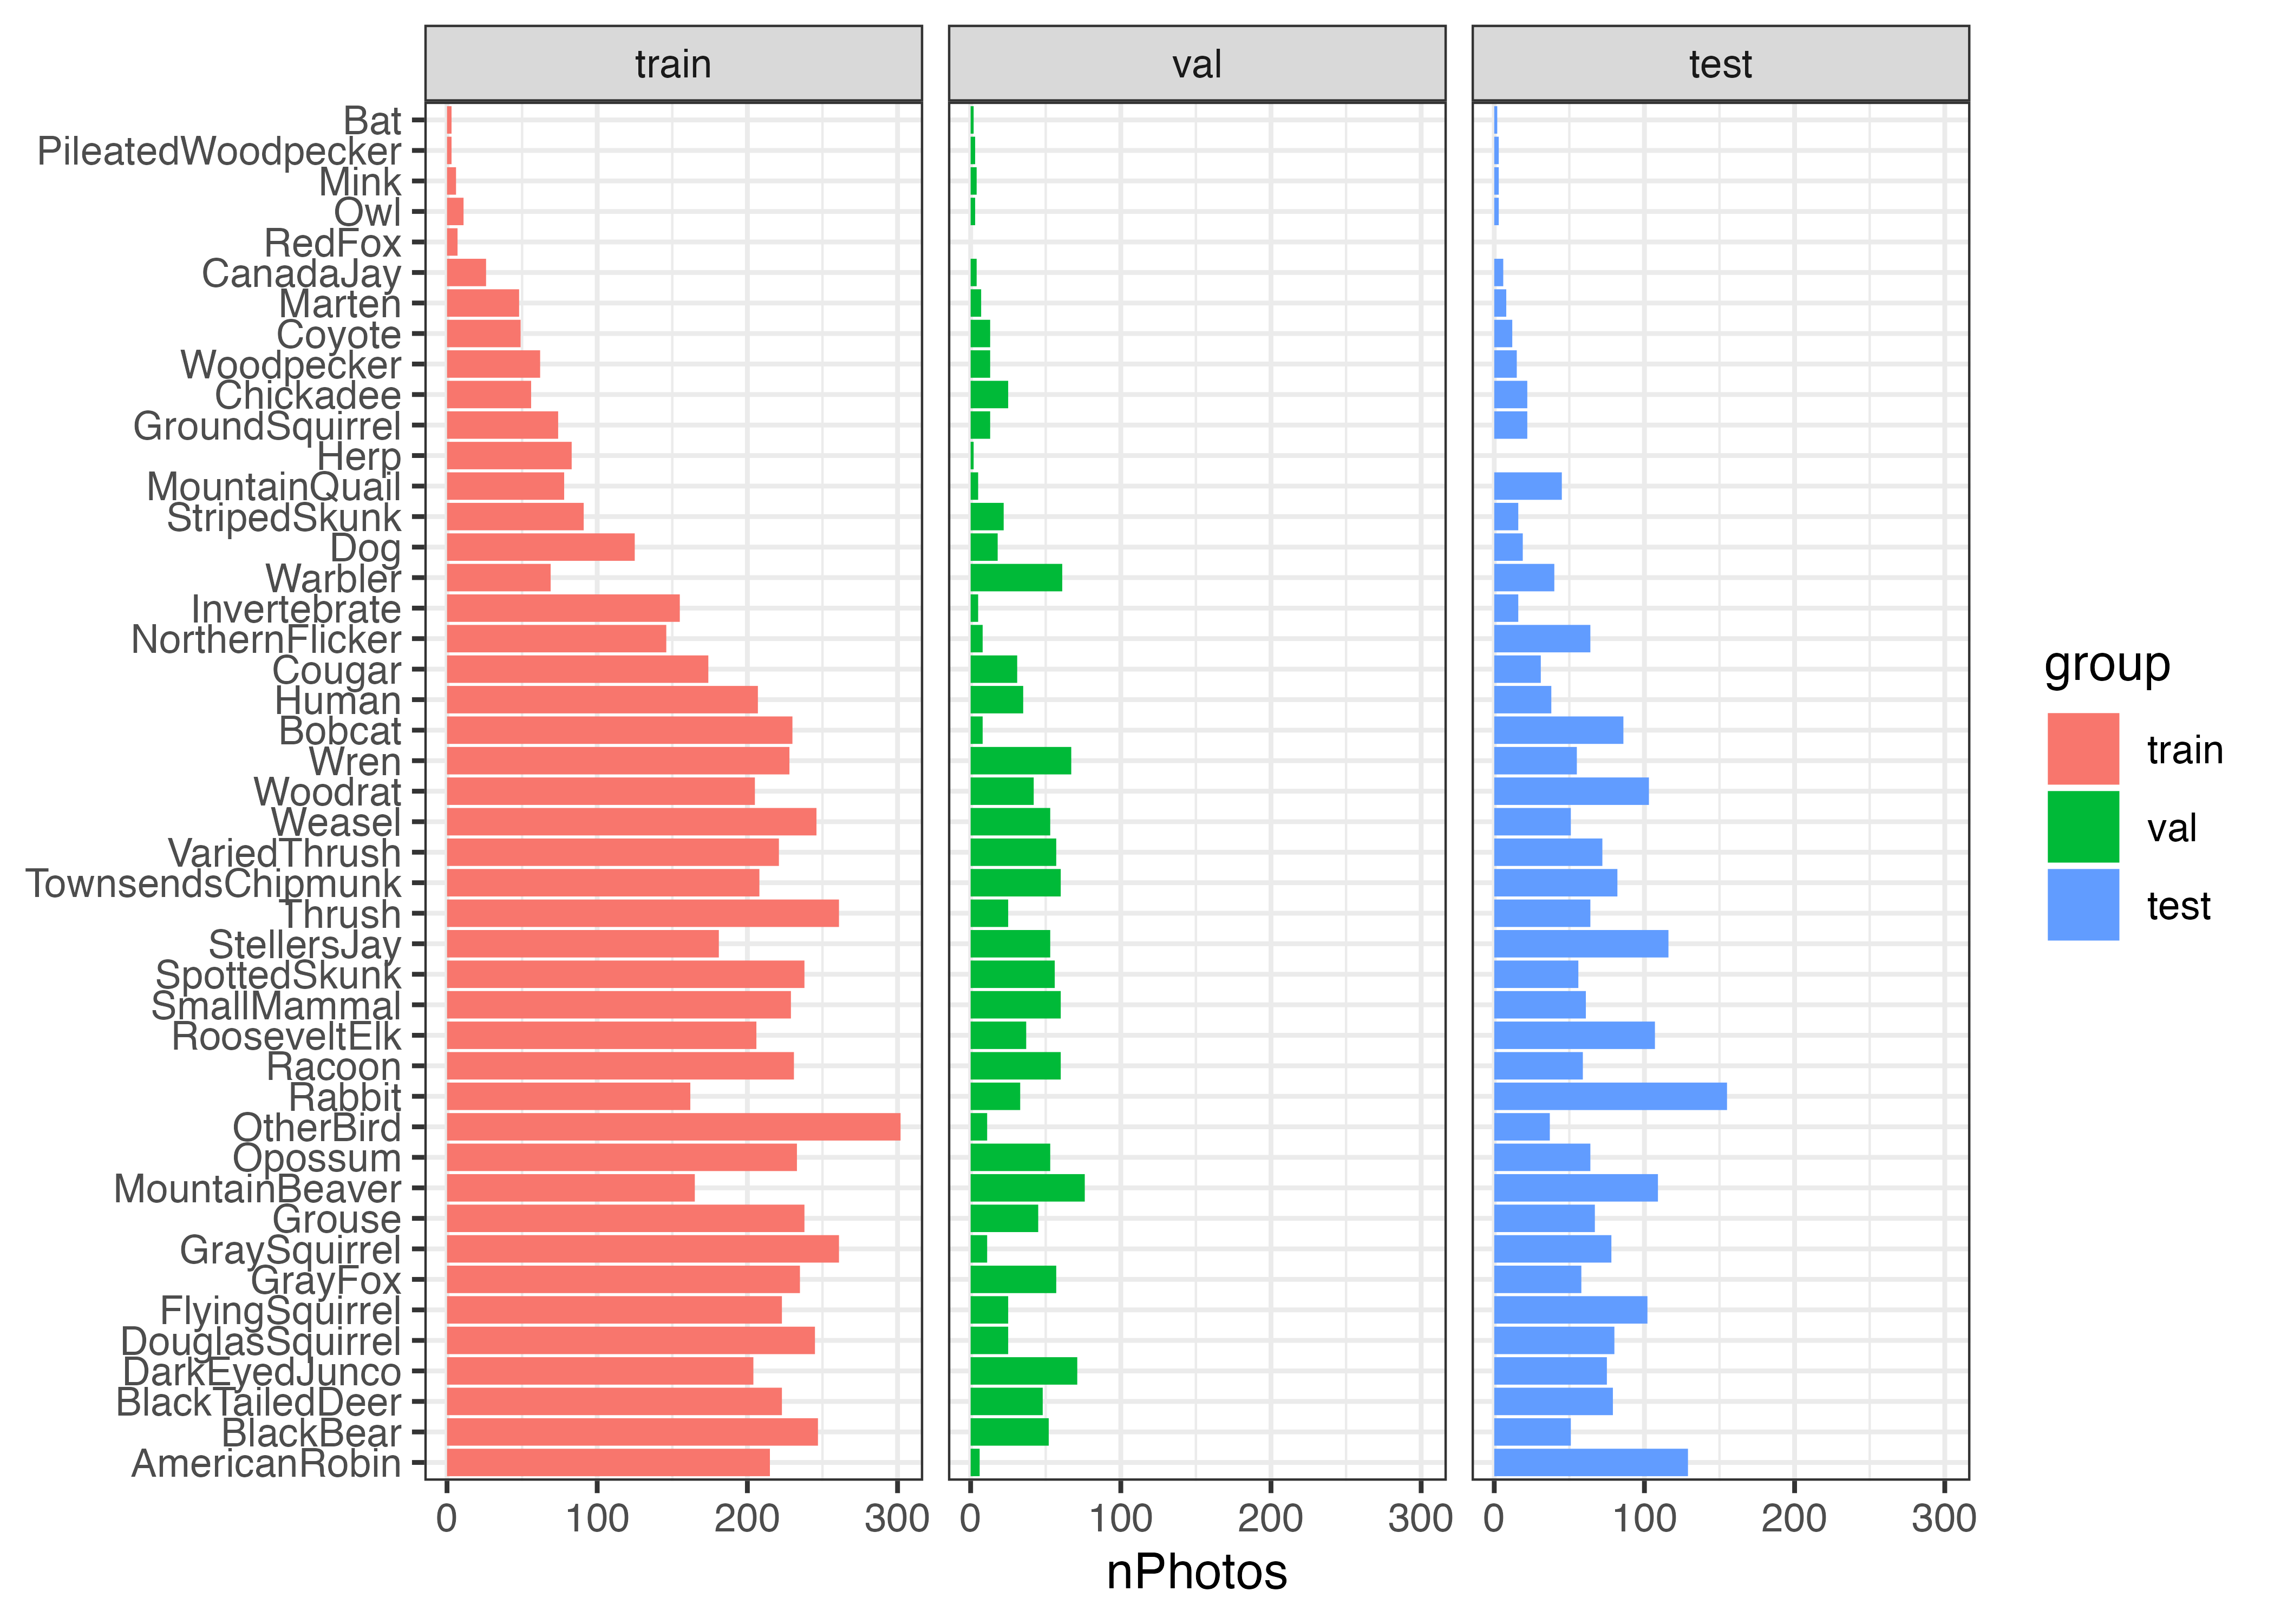 train
val
test
Bat
PileatedWoodpecker
Mink
Owl
RedFox
CanadaJay
Marten
Coyote
Woodpecker
Chickadee
GroundSquirrel
Herp
MountainQuail
StripedSkunk
Dog
Warbler
Invertebrate
NorthernFlicker
Cougar
Human
Bobcat
Wren
Woodrat
Weasel
VariedThrush
TownsendsChipmunk
Thrush
StellersJay
SpottedSkunk
SmallMammal
RooseveltElk
Racoon
Rabbit
OtherBird
Opossum
MountainBeaver
Grouse
GraySquirrel
GrayFox
FlyingSquirrel
DouglasSquirrel
DarkEyedJunco
BlackTailedDeer
BlackBear
AmericanRobin
0 100 200 300
0 100 200 300
0 100 200 300
nPhotos
group
train
val
test